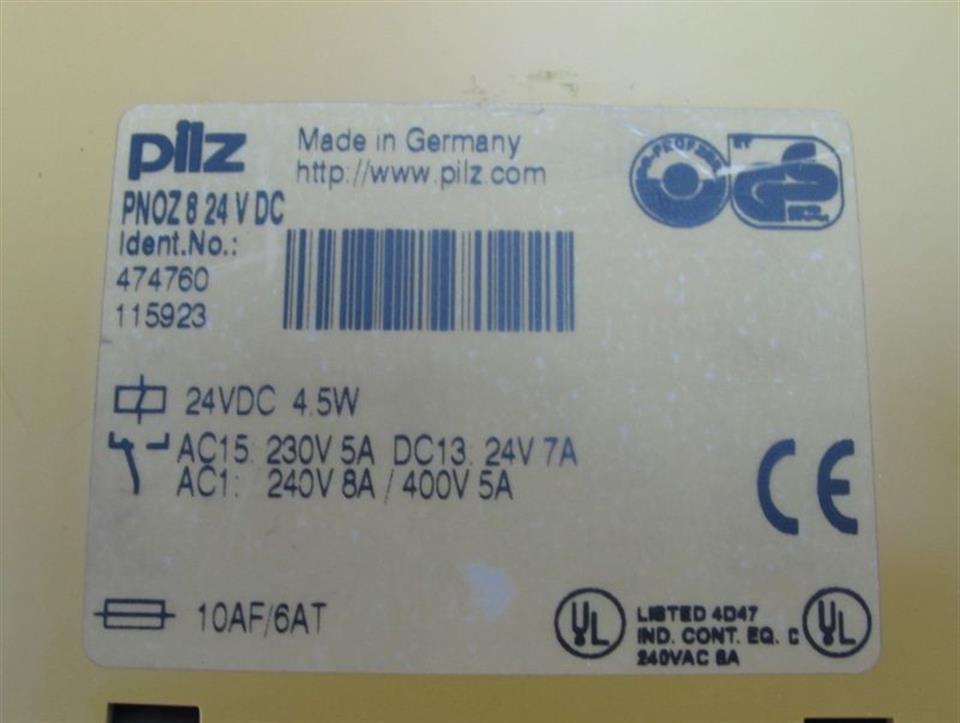 pilz
Made in Germany
http://www.pilz.com
PNOZ 8 24 V DC
Ident.No.:
474760
115923
24VDC 4.5W
AC15: 230V 5A DC13: 24V 7A
AC1: 240V 8A / 400V 5A
CE
10AF/6AT
UL
LISTED 4D47
IND. CONT. EQ. C
240VAC 8A
UL